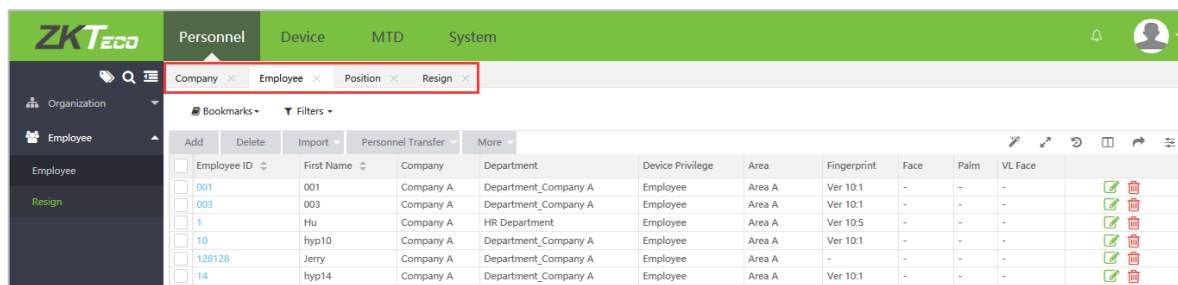 ZKTeco Personnel Device MTD System
Company × Employee × Position × Resign ×
Organization
Bookmarks Filters
Employee
Add Delete Import Personnel Transfer More
Employee ID First Name Company Department Device Privilege Area Fingerprint Face Palm VL Face
Employee
001 001 Company A Department_Company A Employee Area A Ver 10:1 - - -
003 003 Company A Department_Company A Employee Area A Ver 10:1 - - -
Resign
1 Hu Company A HR Department Employee Area A Ver 10:5 - - -
10 hyp10 Company A Department_Company A Employee Area A Ver 10:1 - - -
128128 Jerry Company A Department_Company A Employee Area A - - - -
14 hyp14 Company A Department_Company A Employee Area A Ver 10:1 - - -